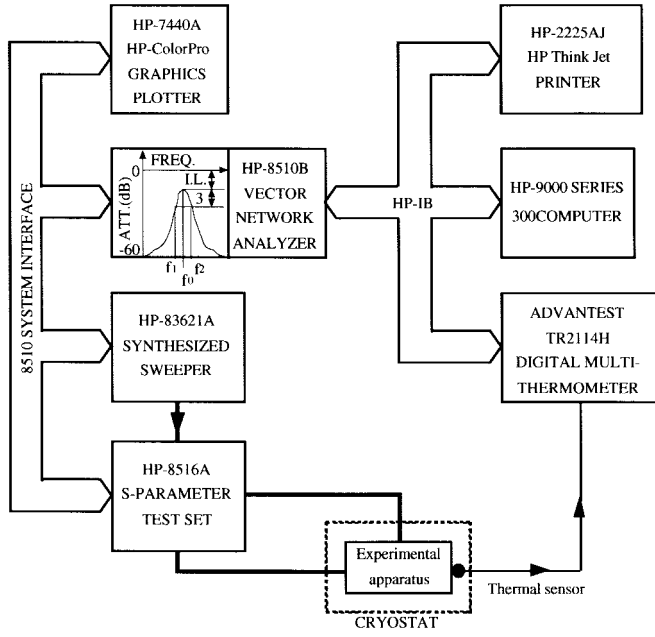 HP-7440A
HP-ColorPro
GRAPHICS
PLOTTER
HP-2225AJ
HP Think Jet
PRINTER
8510 SYSTEM INTERFACE
FREQ.
0
I.L.
3
ATT.(dB)
-60
f1
f0
f2
HP-8510B
VECTOR
NETWORK
ANALYZER
HP-IB
HP-9000 SERIES
300COMPUTER
HP-83621A
SYNTHESIZED
SWEEPER
ADVANTEST
TR2114H
DIGITAL MULTI-
THERMOMETER
HP-8516A
S-PARAMETER
TEST SET
Experimental
apparatus
Thermal sensor
CRYOSTAT